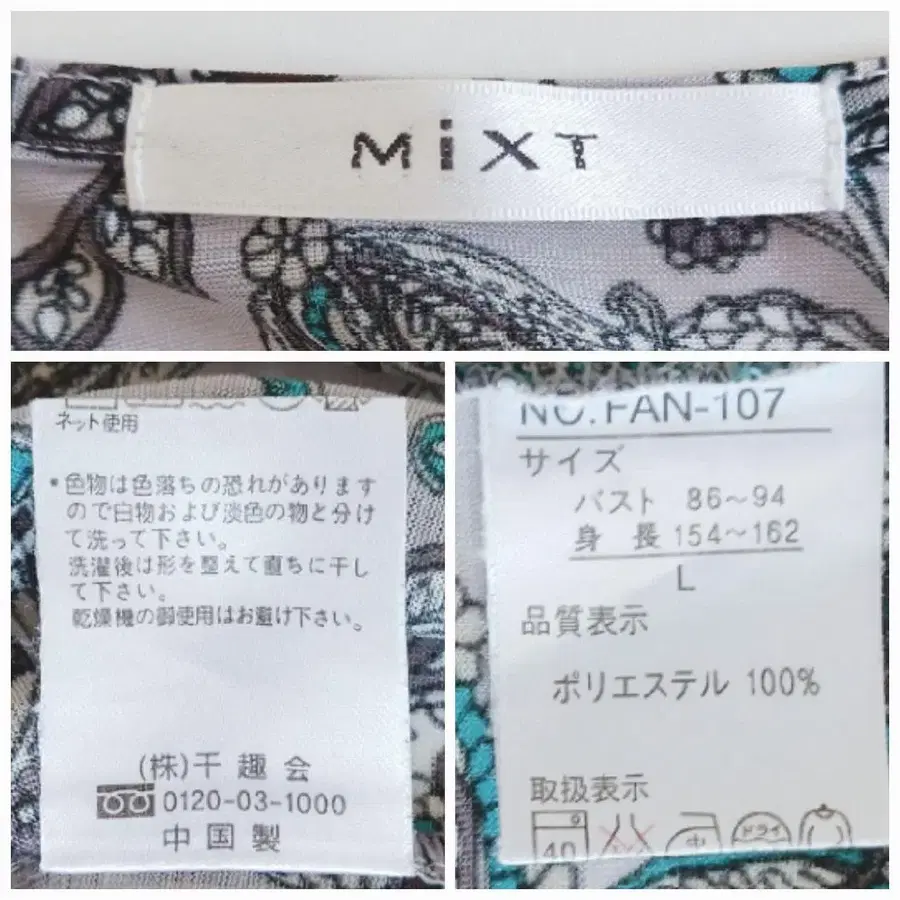 MiXT
ネット使用
*色物は色落ちの恐れがあります
ので白物および淡色の物と分け
て洗って下さい。
洗濯後は形を整えて直ちに干し
て下さい。
乾燥機の御使用はお避け下さい。
(株)千趣会
0120-03-1000
中国製
NO.FAN-107
サイズ
バスト 86～94
身 長 154～162
L
品質表示
ポリエステル 100%
取扱表示
40
中
ドライ